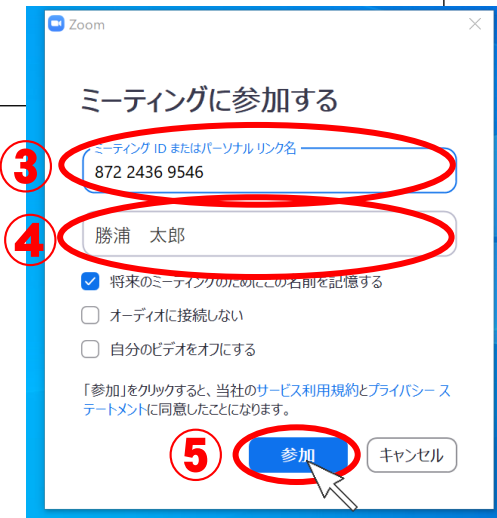 Zoom
ミーティングに参加する
③
ミーティング ID またはパーソナル リンク名
872 2436 9546
④
勝浦　太郎
将来のミーティングのためにこの名前を記憶する
オーディオに接続しない
自分のビデオをオフにする
「参加」をクリックすると、当社のサービス利用規約とプライバシー ス
テートメントに同意したことになります。
⑤
参加
キャンセル